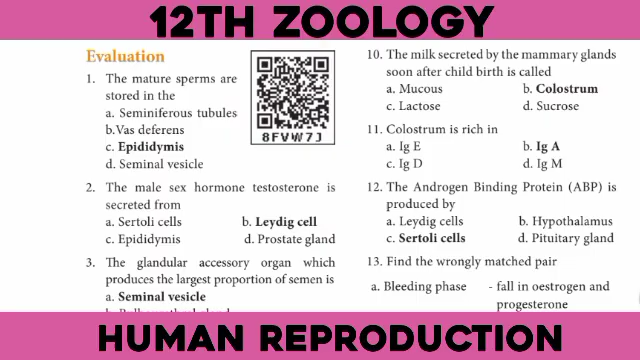 12TH ZOOLOGY
Evaluation
1. The mature sperms are
stored in the
a. Seminiferous tubules
b.Vas deferens
c. Epididymis
d. Seminal vesicle
8FVW7J
2. The male sex hormone testosterone is
secreted from
a. Sertoli cells b. Leydig cell
c. Epididymis d. Prostate gland
3. The glandular accessory organ which
produces the largest proportion of semen is
a. Seminal vesicle
10. The milk secreted by the mammary glands
soon after child birth is called
a. Mucous b. Colostrum
c. Lactose d. Sucrose
11. Colostrum is rich in
a. Ig E b. Ig A
c. Ig D d. Ig M
12. The Androgen Binding Protein (ABP) is
produced by
a. Leydig cells b. Hypothalamus
c. Sertoli cells d. Pituitary gland
13. Find the wrongly matched pair
a. Bleeding phase - fall in oestrogen and
progesterone
HUMAN REPRODUCTION